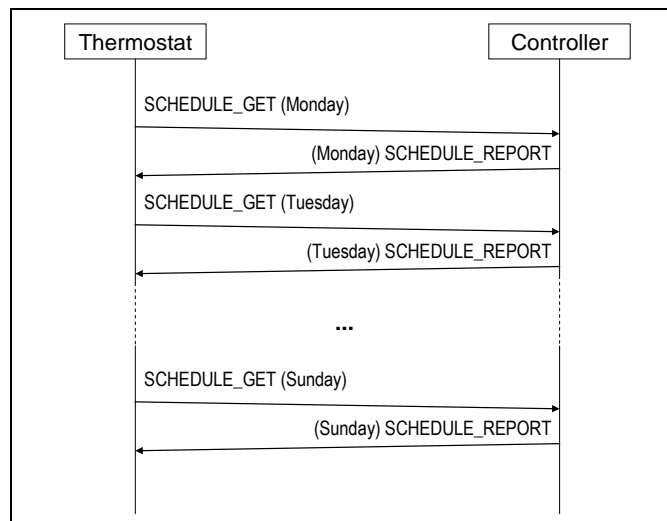 Thermostat
Controller
SCHEDULE_GET (Monday)
(Monday) SCHEDULE_REPORT
SCHEDULE_GET (Tuesday)
(Tuesday) SCHEDULE_REPORT
...
SCHEDULE_GET (Sunday)
(Sunday) SCHEDULE_REPORT